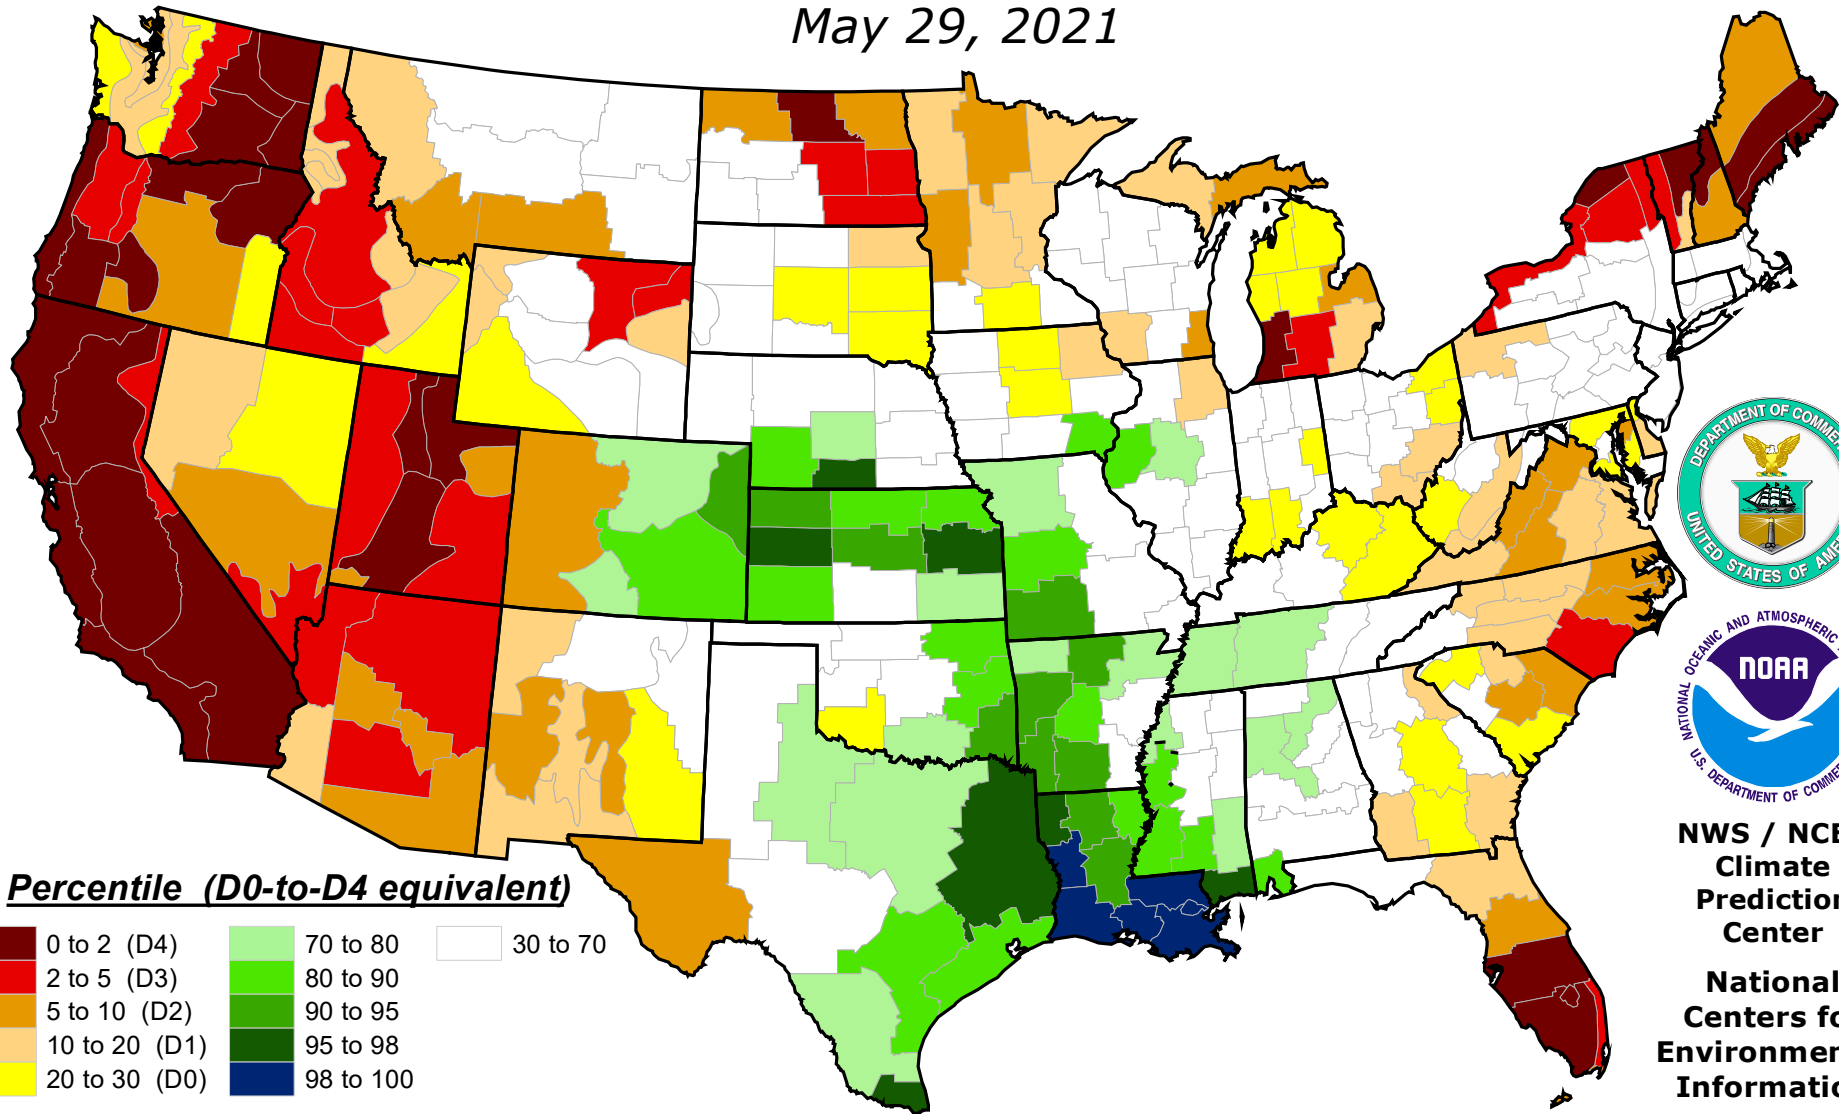 May 29, 2021
DEPARTMENT OF COMMER
UNITED STATES OF AME
NATIONAL OCEANIC AND ATMOSPHERIC
NOAA
U.S. DEPARTMENT OF COMME
NWS / NCE
Climate
Prediction
Center
National
Centers fo
Environmen
Informatio
Percentile (D0-to-D4 equivalent)
0 to 2 (D4)
2 to 5 (D3)
5 to 10 (D2)
10 to 20 (D1)
20 to 30 (D0)
70 to 80
80 to 90
90 to 95
95 to 98
98 to 100
30 to 70